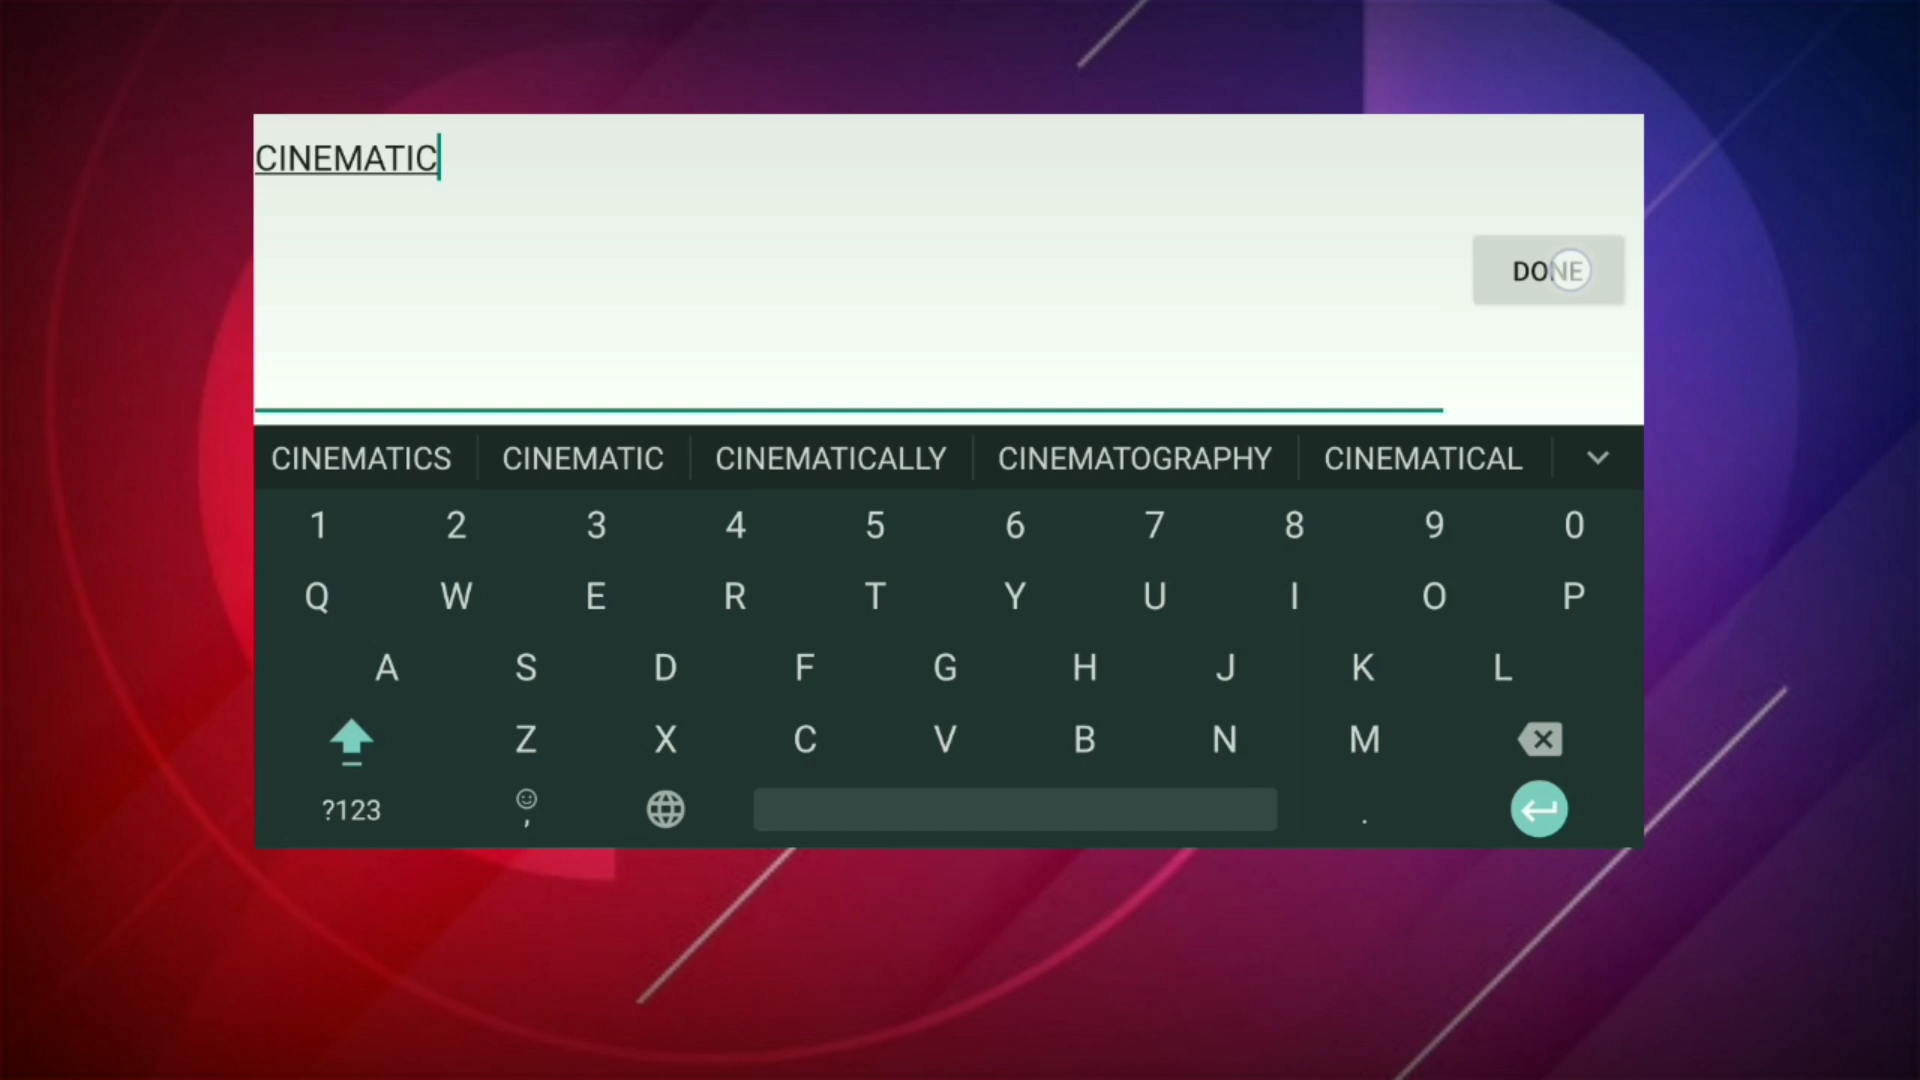 CINEMATIC
DONE
CINEMATICS CINEMATIC CINEMATICALLY CINEMATOGRAPHY CINEMATICAL
1 2 3 4 5 6 7 8 9 0
Q W E R T Y U I O P
A S D F G H J K L
Z X C V B N M
?123 , .